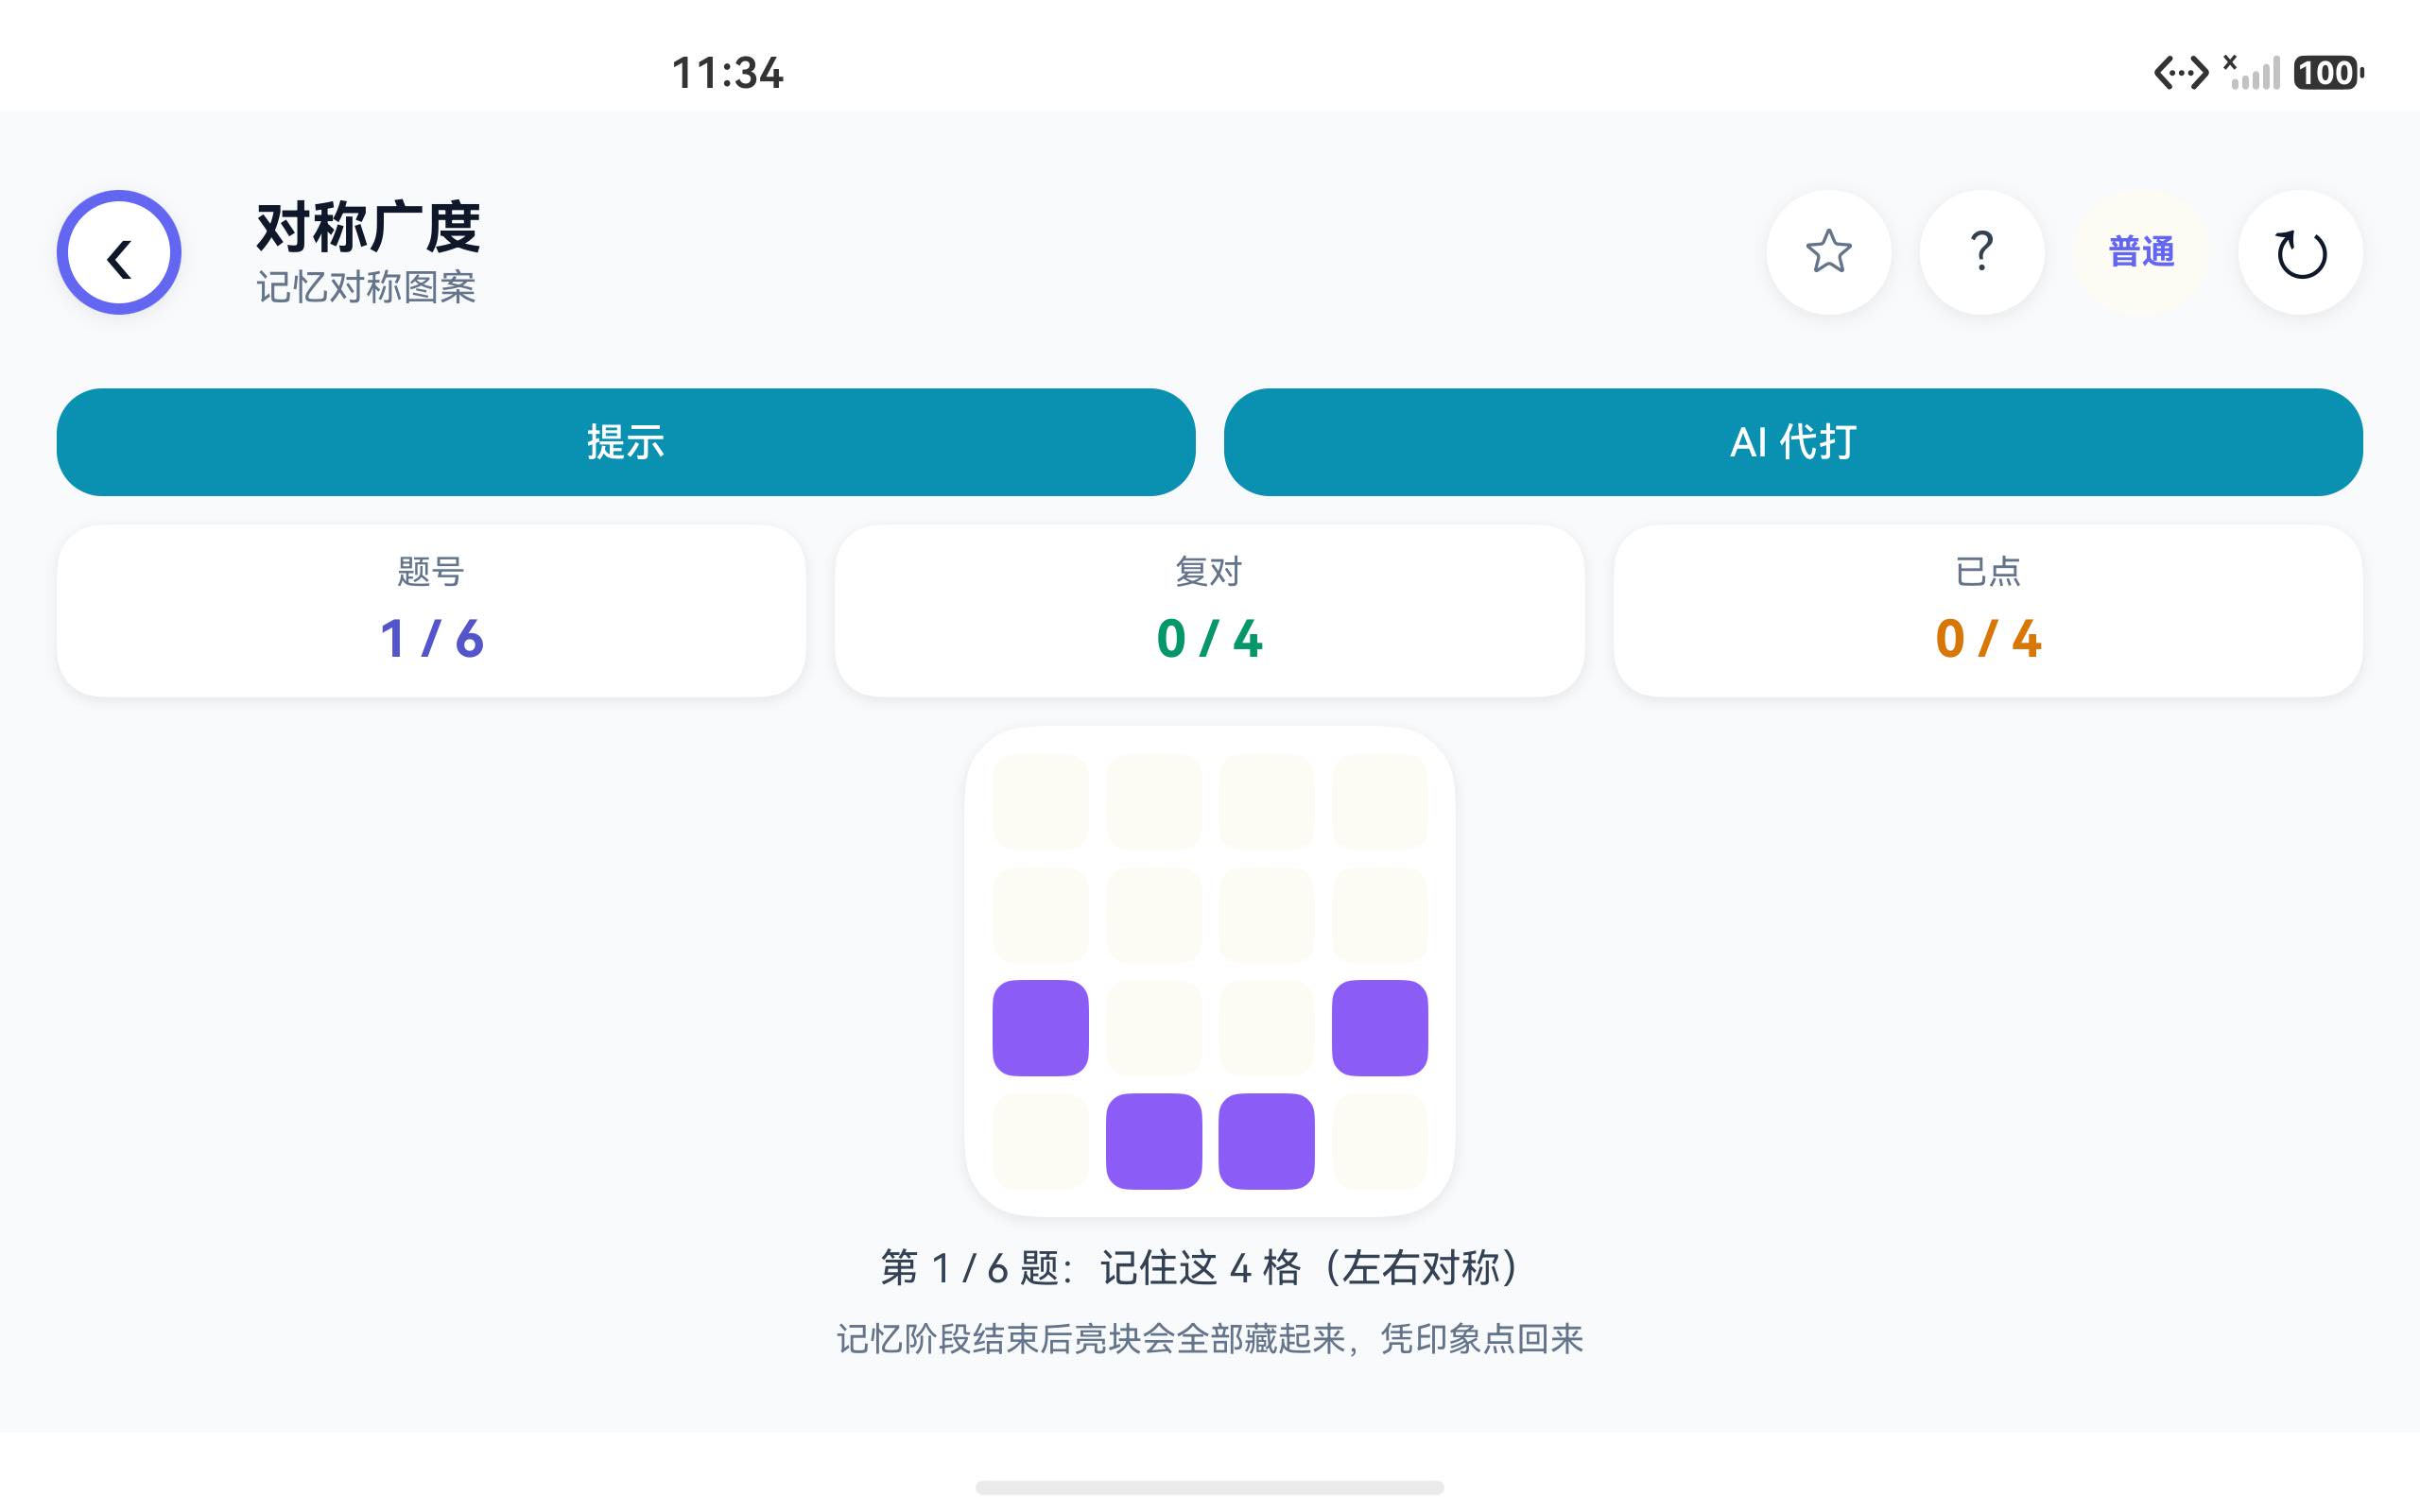 11:34
100
对称广度
记忆对称图案
?
普通
提示
AI 代打
题号
1 / 6
复对
0 / 4
已点
0 / 4
第 1 / 6 题：记住这 4 格（左右对称）
记忆阶段结束后亮块会全部藏起来，凭印象点回来